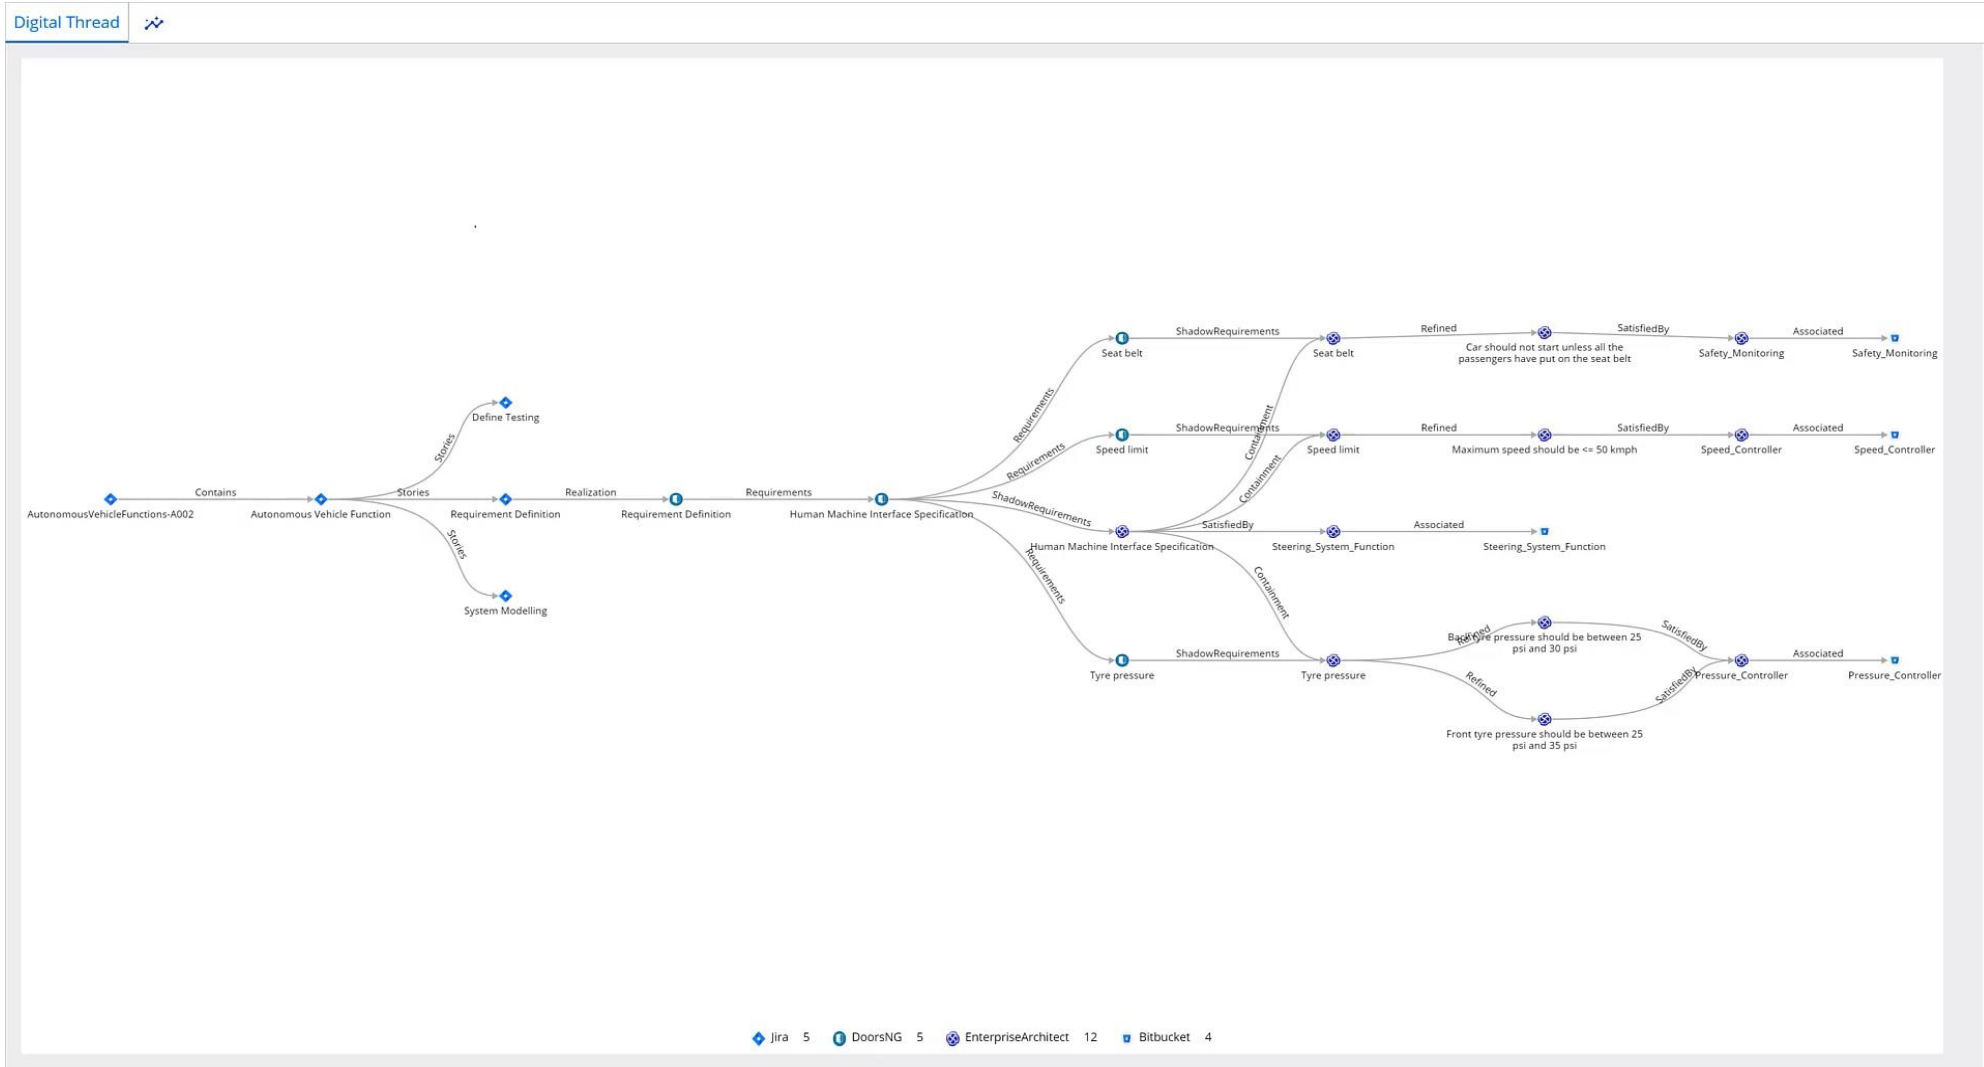 Digital Thread
Seat belt
ShadowRequirements
Seat belt
Refined
Car should not start unless all the
passengers have put on the seat belt
SatisfiedBy
Safety_Monitoring
Associated
Safety_Monitoring
Requirements
Define Testing
Stories
Requirements
Speed limit
ShadowRequirements
Containment
Speed limit
Refined
Maximum speed should be <= 50 kmph
SatisfiedBy
Speed_Controller
Associated
Speed_Controller
Containment
AutonomousVehicleFunctions-A002
Contains
Autonomous Vehicle Function
Stories
Requirement Definition
Realization
Requirement Definition
Requirements
Human Machine Interface Specification
ShadowRequirements
Human Machine Interface Specification
SatisfiedBy
Steering_System_Function
Associated
Steering_System_Function
Stories
System Modelling
Requirements
Containment
Tyre pressure
ShadowRequirements
Tyre pressure
Refined
Back tyre pressure should be between 25
psi and 30 psi
SatisfiedBy
Refined
Front tyre pressure should be between 25
psi and 35 psi
SatisfiedBy
Pressure_Controller
Associated
Pressure_Controller
Jira 5 DoorsNG 5 EnterpriseArchitect 12 Bitbucket 4